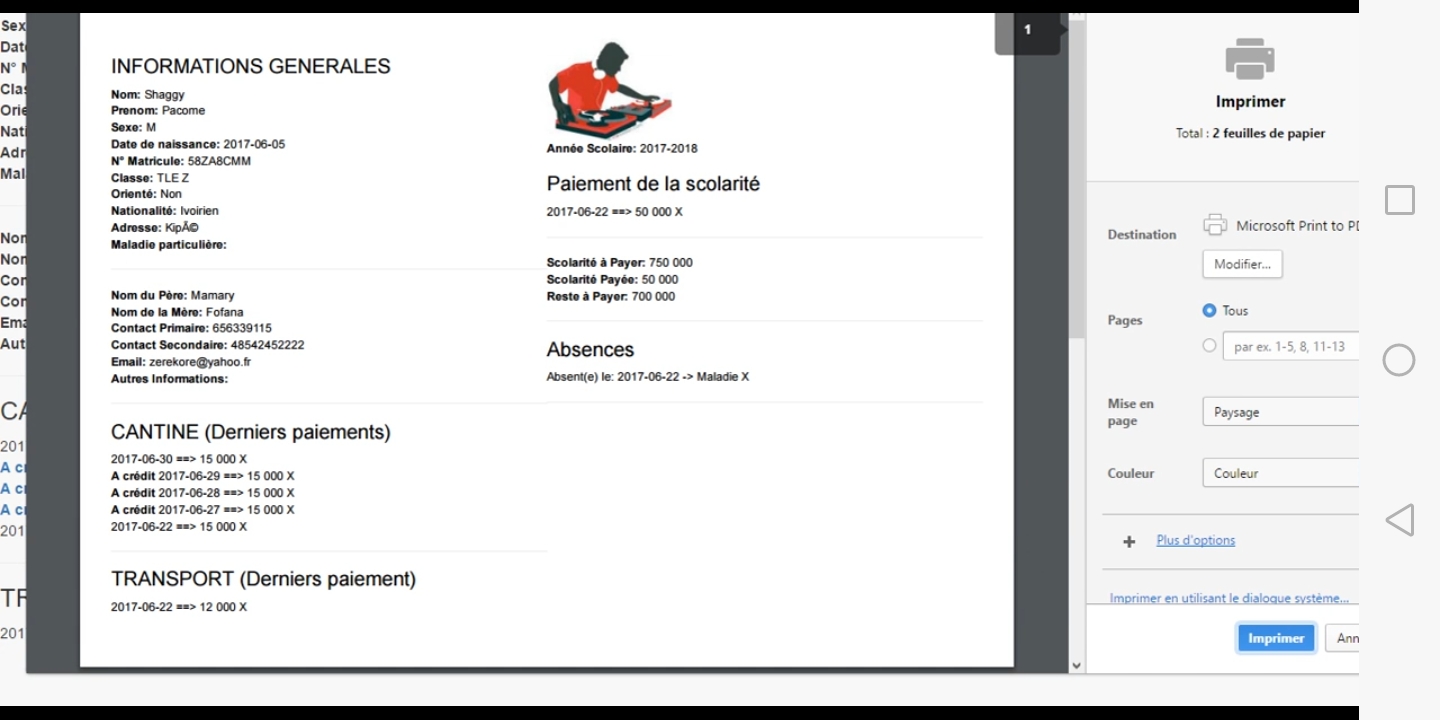 Sex
Date
N° M
Clas
Orie
Nati
Adr
Mal
Nom
Nom
Con
Con
Ema
Aut
CA
201
A cr
A cr
A cr
201
TR
201
INFORMATIONS GENERALES
Nom: Shaggy
Prenom: Pacome
Sexe: M
Date de naissance: 2017-06-05
N° Matricule: 58ZA8CMM
Classe: TLE Z
Orienté: Non
Nationalité: Ivoirien
Adresse: KipÃ©
Maladie particulière:
Nom du Père: Mamary
Nom de la Mère: Fofana
Contact Primaire: 656339115
Contact Secondaire: 48542452222
Email: zerekore@yahoo.fr
Autres Informations:
CANTINE (Derniers paiements)
2017-06-30 ==> 15 000 X
A crédit 2017-06-29 ==> 15 000 X
A crédit 2017-06-28 ==> 15 000 X
A crédit 2017-06-27 ==> 15 000 X
2017-06-22 ==> 15 000 X
TRANSPORT (Derniers paiement)
2017-06-22 ==> 12 000 X
Année Scolaire: 2017-2018
Paiement de la scolarité
2017-06-22 ==> 50 000 X
Scolarité à Payer: 750 000
Scolarité Payée: 50 000
Reste à Payer: 700 000
Absences
Absent(e) le: 2017-06-22 -> Maladie X
1
Imprimer
Total : 2 feuilles de papier
Destination
Microsoft Print to PD
Modifier...
Pages
Tous
par ex. 1-5, 8, 11-13
Mise en
page
Paysage
Couleur
Couleur
+ Plus d'options
Imprimer en utilisant le dialogue système...
Imprimer
Ann